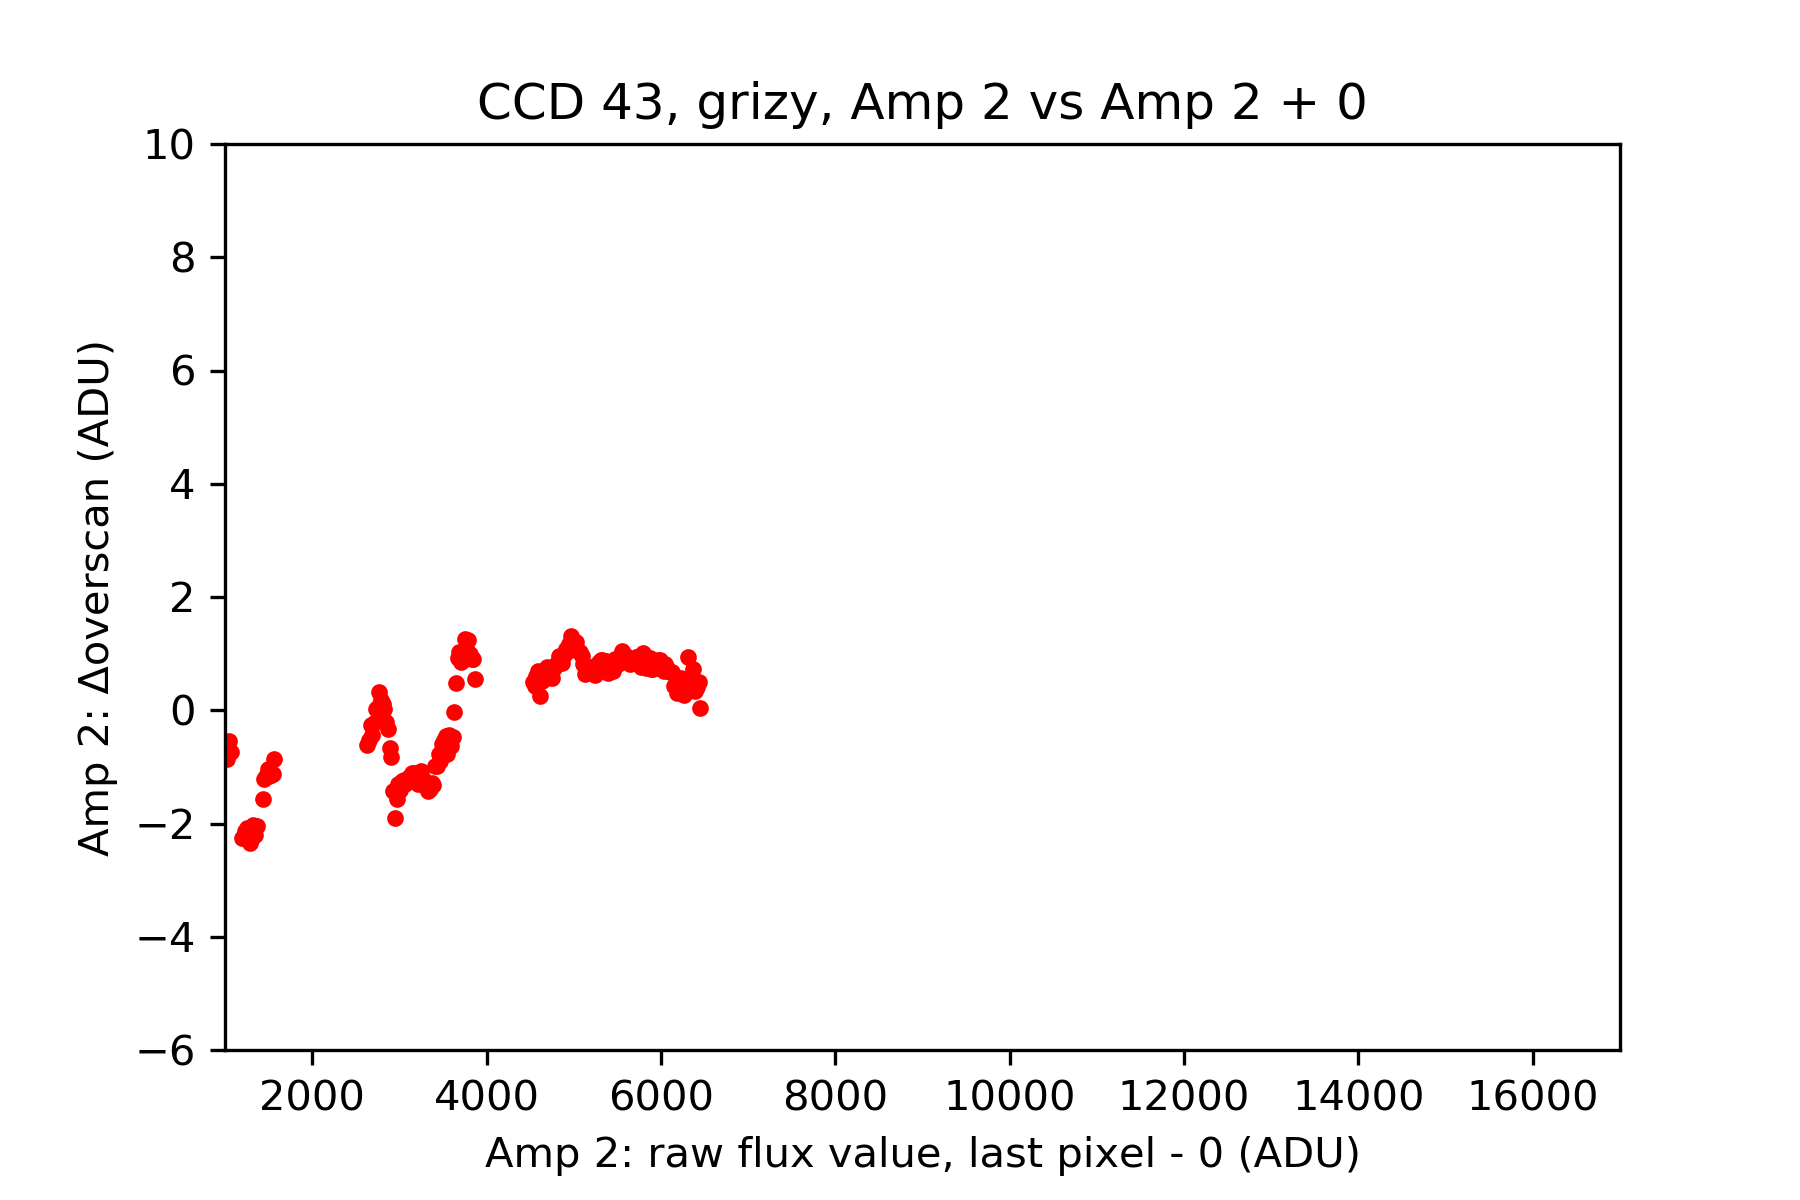 CCD 43, grizy, Amp 2 vs Amp 2 + 0
10
8
6
4
2
0
−2
−4
−6
Amp 2: Δoverscan (ADU)
2000 4000 6000 8000 10000 12000 14000 16000
Amp 2: raw flux value, last pixel - 0 (ADU)